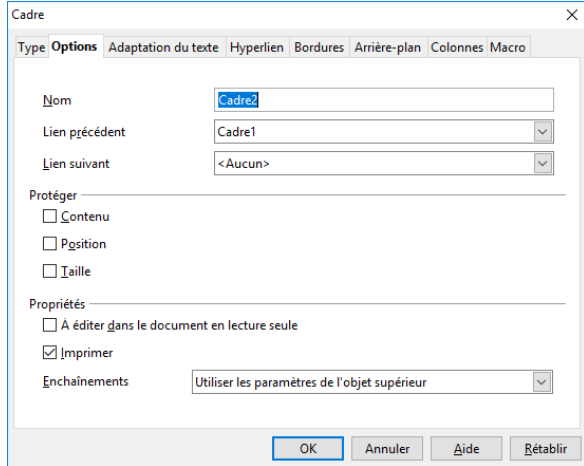 Cadre
Type Options Adaptation du texte Hyperlien Bordures Arrière-plan Colonnes Macro
Nom Cadre2
Lien précédent Cadre1
Lien suivant <Aucun>
Protéger
Contenu
Position
Taille
Propriétés
À éditer dans le document en lecture seule
Imprimer
Enchaînements Utiliser les paramètres de l'objet supérieur
OK Annuler Aide Rétablir